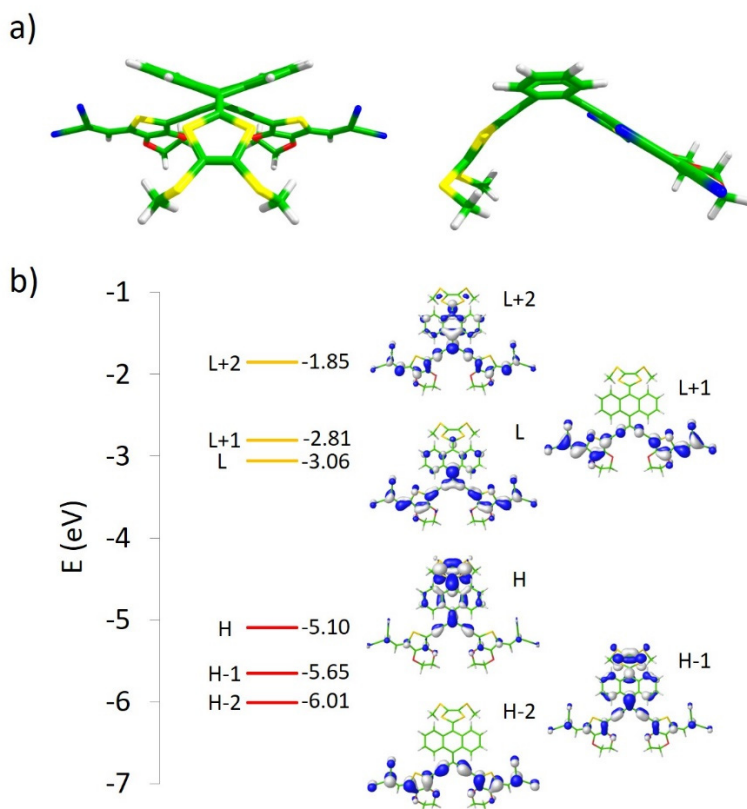 a)
b)
E (eV)
-1
-2
-3
-4
-5
-6
-7
L+2 -1.85
L+1 -2.81
L -3.06
H -5.10
H-1 -5.65
H-2 -6.01
L+2
L+1
L
H
H-1
H-2